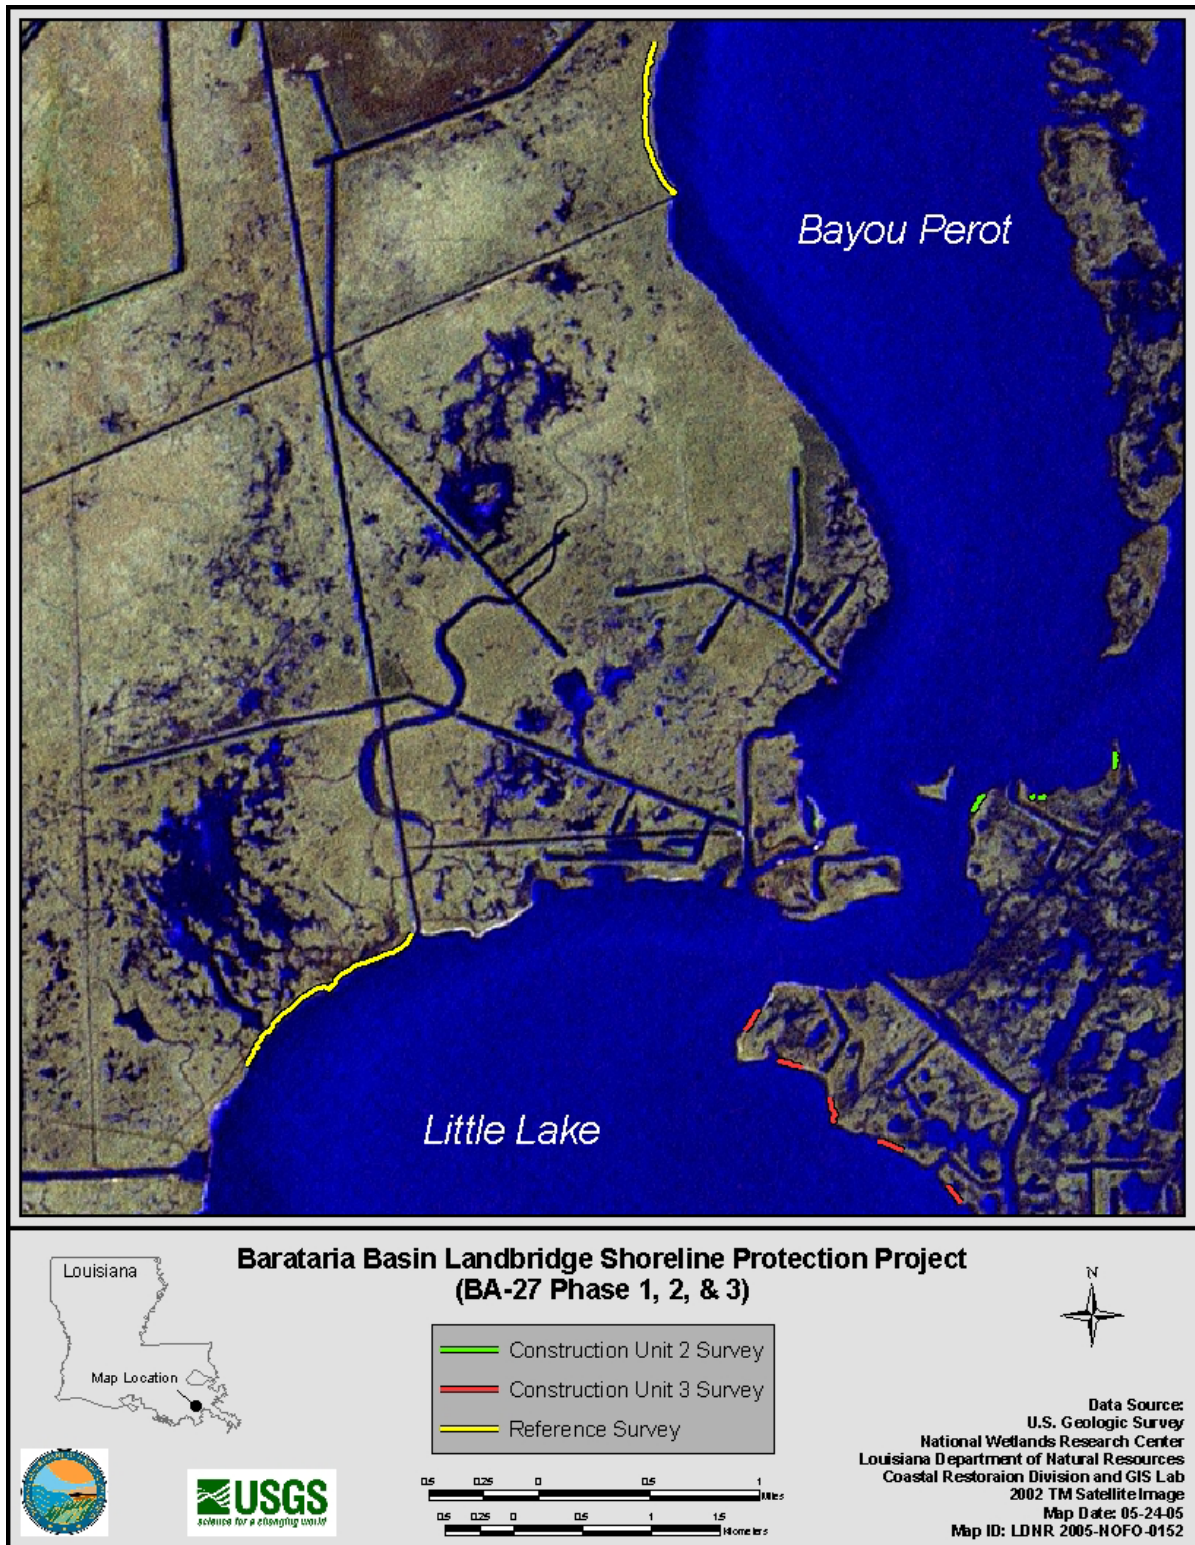 Bayou Perot
Little Lake
Barataria Basin Landbridge Shoreline Protection Project
(BA-27 Phase 1, 2, & 3)
Louisiana
Map Location
Construction Unit 2 Survey
Construction Unit 3 Survey
Reference Survey
N
Data Source:
U.S. Geologic Survey
National Wetlands Research Center
Louisiana Department of Natural Resources
Coastal Restoraion Division and GIS Lab
2002 TM Satellite Image
Map Date: 05-24-05
Map ID: LDNR 2005-NOFO-0152
USGS
science for a changing world
0.5 0.25 0 0.5 1
Miles
0.5 0.25 0 0.5 1 1.5
Kilometers